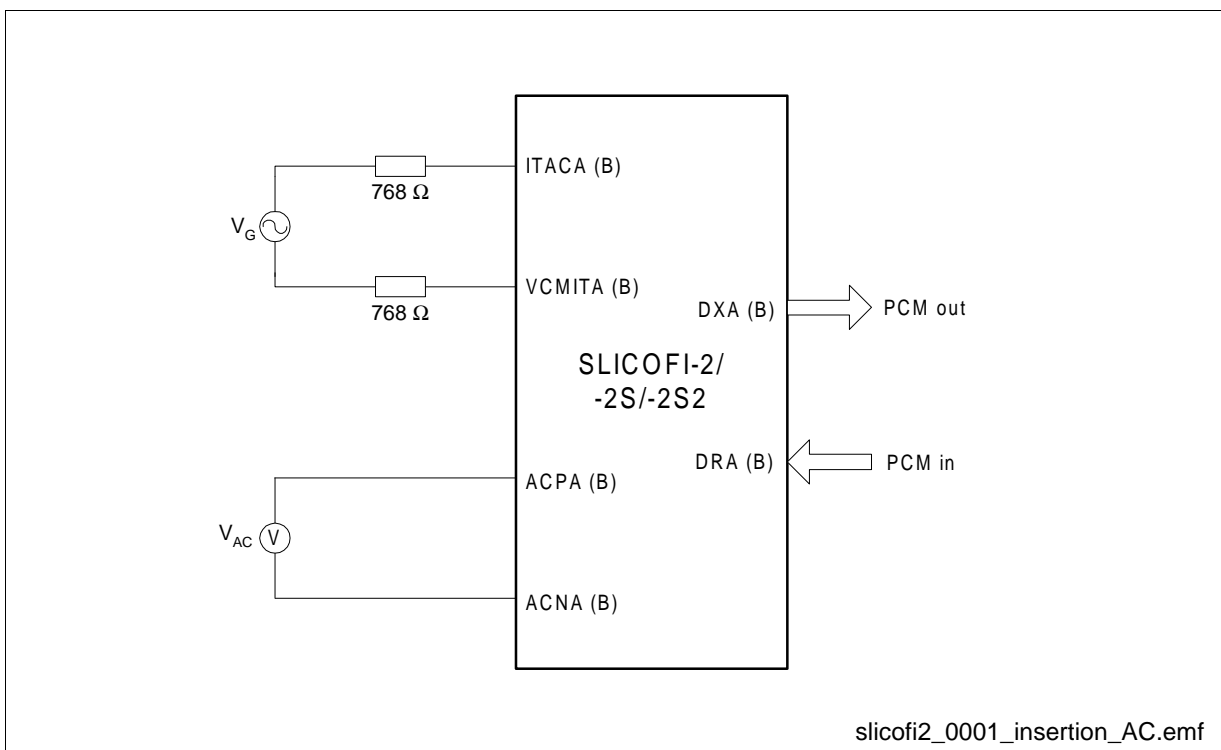 ITACA (B)
768 Ω
V_G
VCMITA (B)
768 Ω
DXA (B)
PCM out
SLICOFI-2/
-2S/-2S2
DRA (B)
PCM in
ACPA (B)
V_AC
V
ACNA (B)
slicofi2_0001_insertion_AC.emf